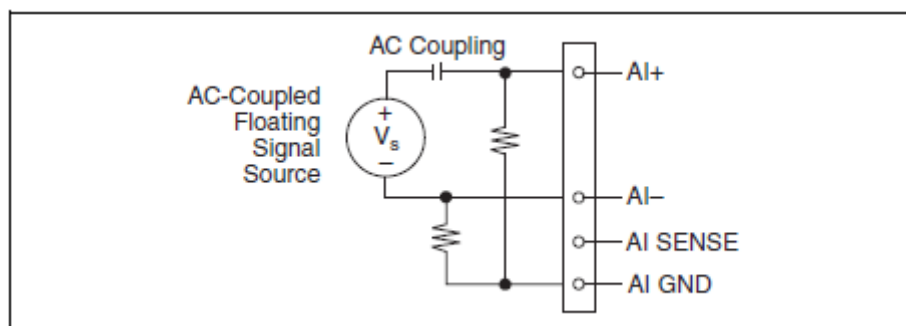 AC Coupling
AC-Coupled
Floating
Signal
Source
+
Vs
–
AI+
AI–
AI SENSE
AI GND